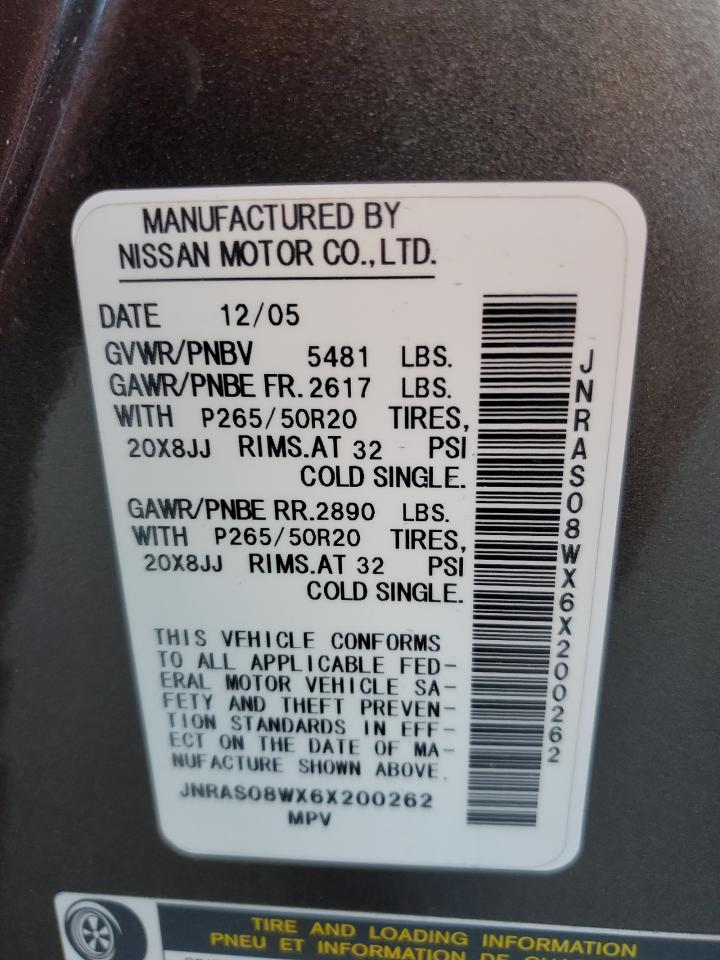 MANUFACTURED BY
NISSAN MOTOR CO., LTD.
DATE 12/05
GVWR/PNBV 5481 LBS.
GAWR/PNBE FR. 2617 LBS.
WITH P265/50R20 TIRES,
20X8JJ RIMS. AT 32 PSI
COLD SINGLE.
GAWR/PNBE RR. 2890 LBS.
WITH P265/50R20 TIRES,
20X8JJ RIMS. AT 32 PSI
COLD SINGLE.
THIS VEHICLE CONFORMS
TO ALL APPLICABLE FED-
ERAL MOTOR VEHICLE SA-
FETY AND THEFT PREVEN-
TION STANDARDS IN EFF-
ECT ON THE DATE OF MA-
NUFACTURE SHOWN ABOVE.
JNRAS08WX6X200262
MPV
JNRAS08WX6X200262
TIRE AND LOADING INFORMATION
PNEU ET INFORMATION DE